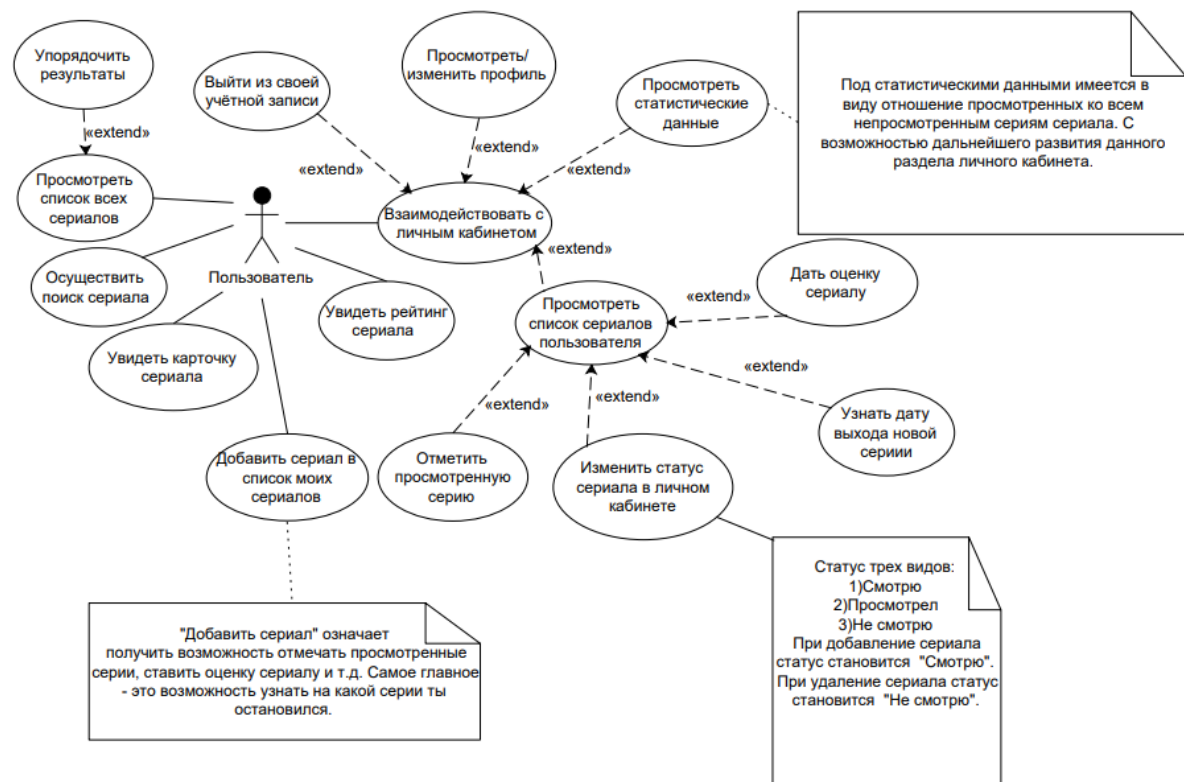 Упорядочить
результаты
«extend»
Просмотреть
список всех
сериалов
Выйти из своей
учётной записи
«extend»
Просмотреть/
изменить профиль
«extend»
Просмотреть
статистические
данные
«extend»
Под статистическими данными имеется в
виду отношение просмотренных ко всем
непросмотренным сериям сериала. С
возможностью дальнейшего развития данного
раздела личного кабинета.
Взаимодействовать с
личным кабинетом
«extend»
Осуществить
поиск сериала
Пользователь
Увидеть рейтинг
сериала
Просмотреть
список сериалов
пользователя
«extend»
Дать оценку
сериалу
Увидеть карточку
сериала
«extend»
«extend»
«extend»
Узнать дату
выхода новой
сериии
Добавить сериал в
список моих
сериалов
Отметить
просмотренную
серию
Изменить статус
сериала в личном
кабинете
"Добавить сериал" означает
получить возможность отмечать просмотренные
серии, ставить оценку сериалу и т.д. Самое главное
- это возможность узнать на какой серии ты
остановился.
Статус трех видов:
1)Смотрю
2)Просмотрел
3)Не смотрю
При добавление сериала
статус становится "Смотрю".
При удаление сериала статус
становится "Не смотрю".